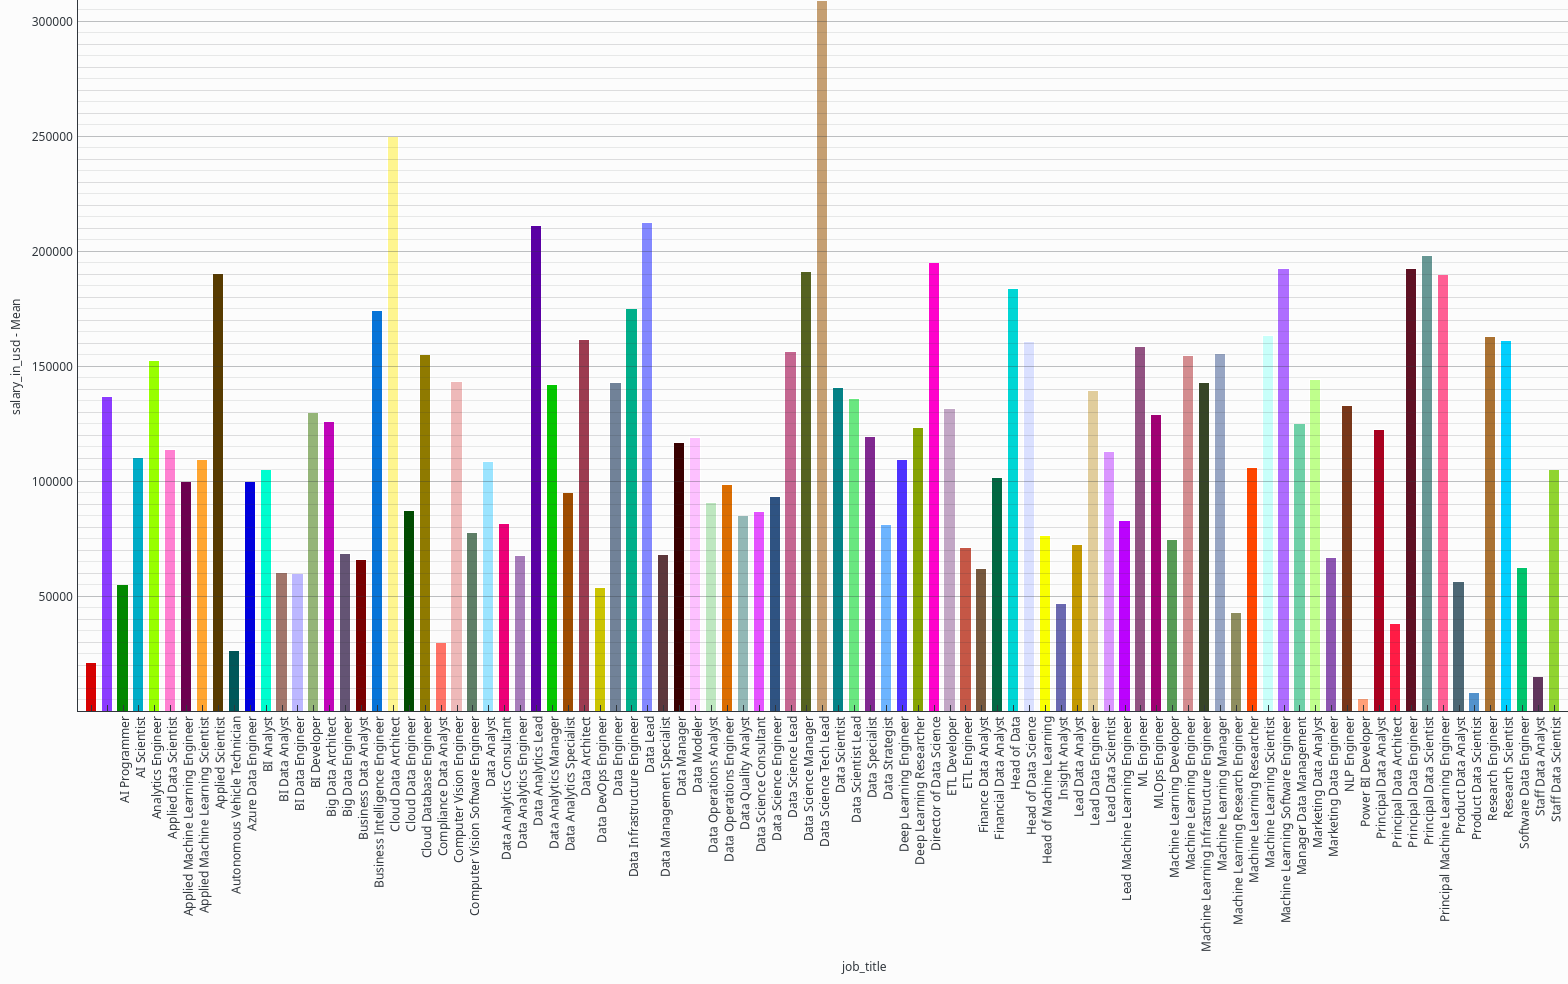 300000
250000
200000
150000
100000
50000
salary_in_usd - Mean
AI Programmer
AI Scientist
Analytics Engineer
Applied Data Scientist
Applied Machine Learning Engineer
Applied Machine Learning Scientist
Applied Scientist
Autonomous Vehicle Technician
Azure Data Engineer
BI Analyst
BI Data Analyst
BI Data Engineer
BI Developer
Big Data Architect
Big Data Engineer
Business Data Analyst
Business Intelligence Engineer
Cloud Data Architect
Cloud Data Engineer
Cloud Database Engineer
Compliance Data Analyst
Computer Vision Engineer
Computer Vision Software Engineer
Data Analyst
Data Analytics Consultant
Data Analytics Engineer
Data Analytics Lead
Data Analytics Manager
Data Analytics Specialist
Data Architect
Data DevOps Engineer
Data Engineer
Data Infrastructure Engineer
Data Lead
Data Management Specialist
Data Manager
Data Modeler
Data Operations Analyst
Data Operations Engineer
Data Quality Analyst
Data Science Consultant
Data Science Engineer
Data Science Lead
Data Science Manager
Data Science Tech Lead
Data Scientist
Data Scientist Lead
Data Specialist
Data Strategist
Deep Learning Engineer
Deep Learning Researcher
Director of Data Science
ETL Developer
ETL Engineer
Finance Data Analyst
Financial Data Analyst
Head of Data
Head of Data Science
Head of Machine Learning
Insight Analyst
Lead Data Analyst
Lead Data Engineer
Lead Data Scientist
Lead Machine Learning Engineer
ML Engineer
MLOps Engineer
Machine Learning Developer
Machine Learning Engineer
Machine Learning Infrastructure Engineer
Machine Learning Manager
Machine Learning Research Engineer
Machine Learning Researcher
Machine Learning Scientist
Machine Learning Software Engineer
Manager Data Management
Marketing Data Analyst
Marketing Data Engineer
NLP Engineer
Power BI Developer
Principal Data Analyst
Principal Data Architect
Principal Data Engineer
Principal Data Scientist
Principal Machine Learning Engineer
Product Data Analyst
Product Data Scientist
Research Engineer
Research Scientist
Software Data Engineer
Staff Data Analyst
Staff Data Scientist
job_title